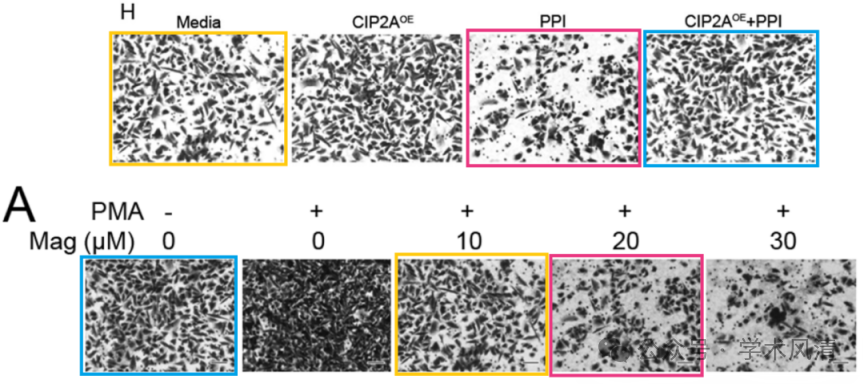 H
Media CIP2A^OE PPI CIP2A^OE+PPI
A
PMA - + + + +
Mag (μM) 0 0 10 20 30
公众号 学术风清